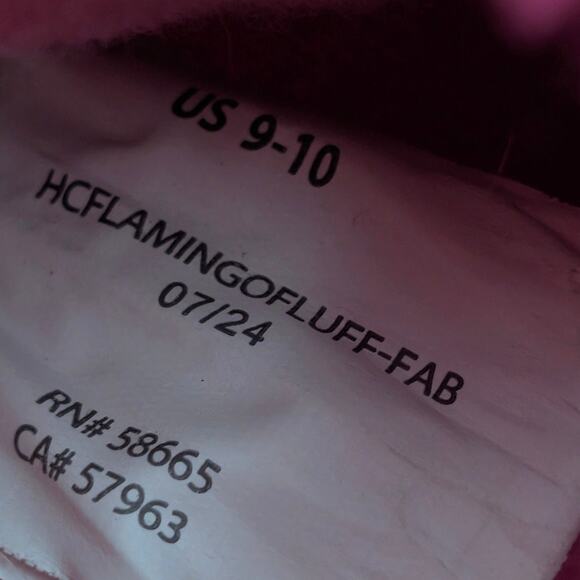 US 9-10
HCFLAMINGOFLUFF-FAB
07/24
RN# 58665
CA# 57963